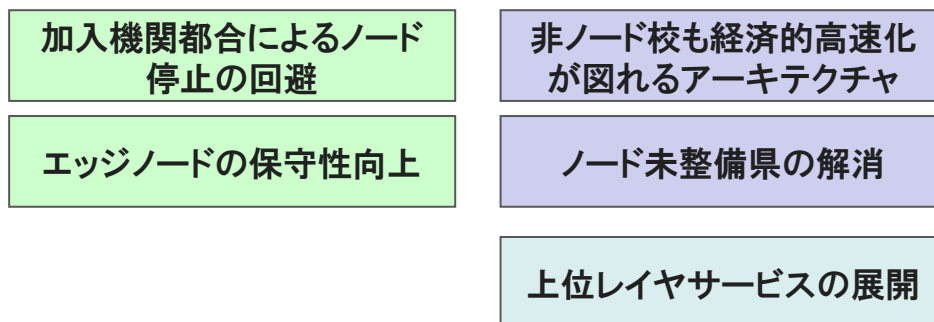 加入機関都合によるノード
停止の回避
エッジノードの保守性向上
非ノード校も経済的高速化
が図れるアーキテクチャ
ノード未整備県の解消
上位レイヤサービスの展開